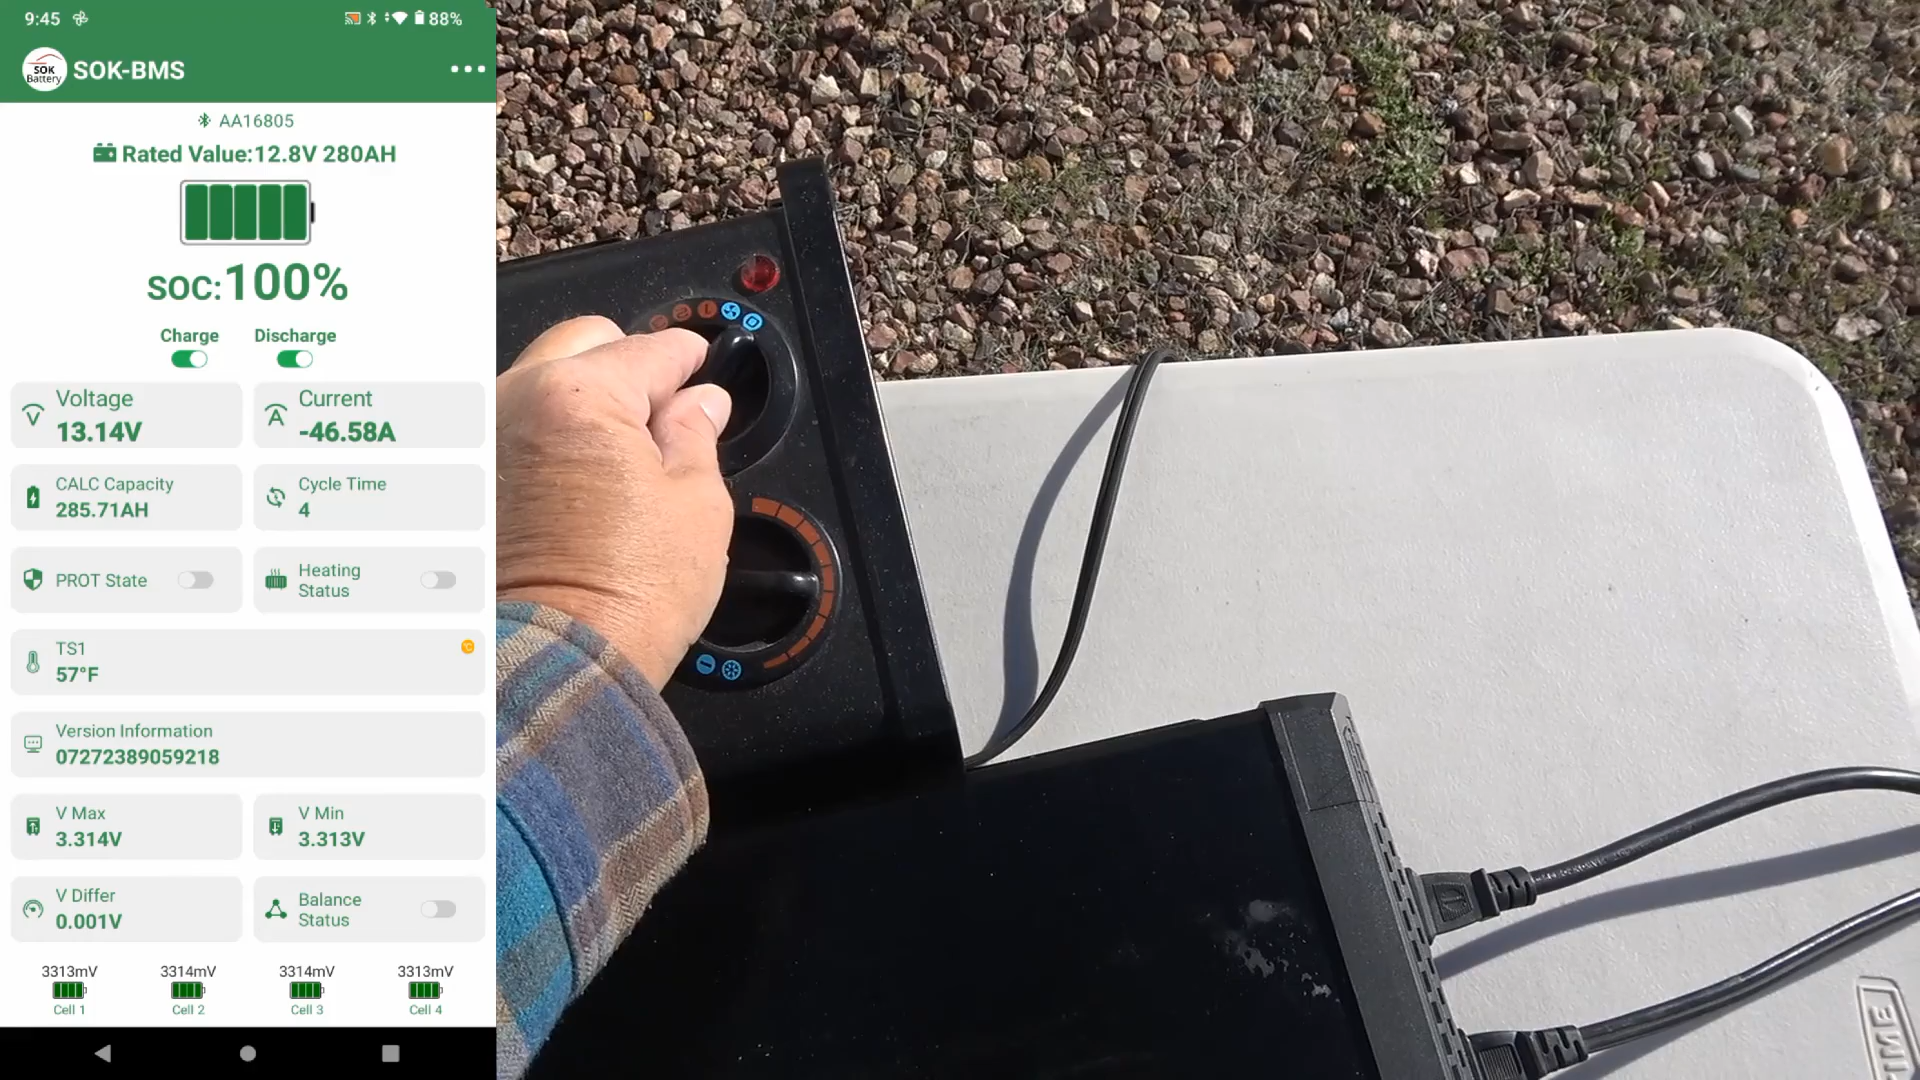 9:45
88%
SOK
Battery
SOK-BMS
AA16805
Rated Value:12.8V 280AH
SOC:100%
Charge
Discharge
Voltage
13.14V
Current
-46.58A
CALC Capacity
285.71AH
Cycle Time
4
PROT State
Heating
Status
TS1
57°F
Version Information
07272389059218
V Max
3.314V
V Min
3.313V
V Differ
0.001V
Balance
Status
3313mV
3314mV
3314mV
3313mV
Cell 1
Cell 2
Cell 3
Cell 4